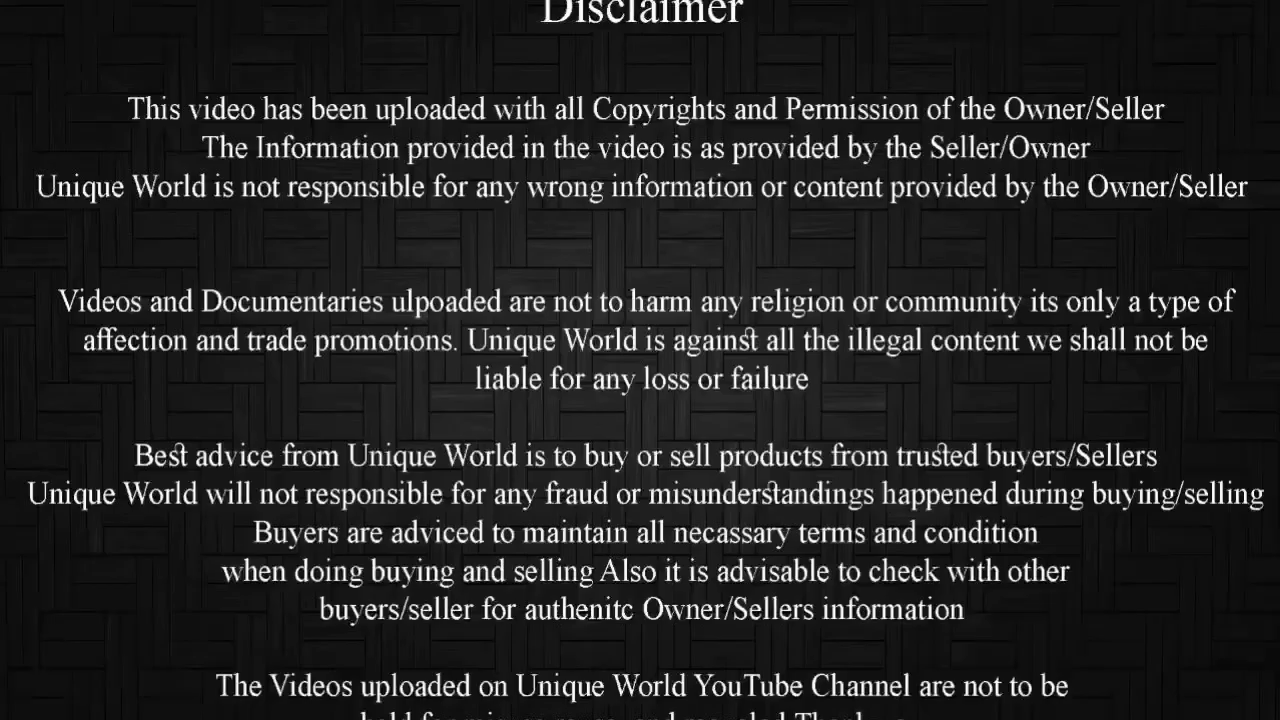 Disclaimer
This video has been uploaded with all Copyrights and Permission of the Owner/Seller
The Information provided in the video is as provided by the Seller/Owner
Unique World is not responsible for any wrong information or content provided by the Owner/Seller
Videos and Documentaries ulpoaded are not to harm any religion or community its only a type of
affection and trade promotions. Unique World is against all the illegal content we shall not be
liable for any loss or failure
Best advice from Unique World is to buy or sell products from trusted buyers/Sellers
Unique World will not responsible for any fraud or misunderstandings happened during buying/selling
Buyers are adviced to maintain all necassary terms and condition
when doing buying and selling Also it is advisable to check with other
buyers/seller for authenitc Owner/Sellers information
The Videos uploaded on Unique World YouTube Channel are not to be